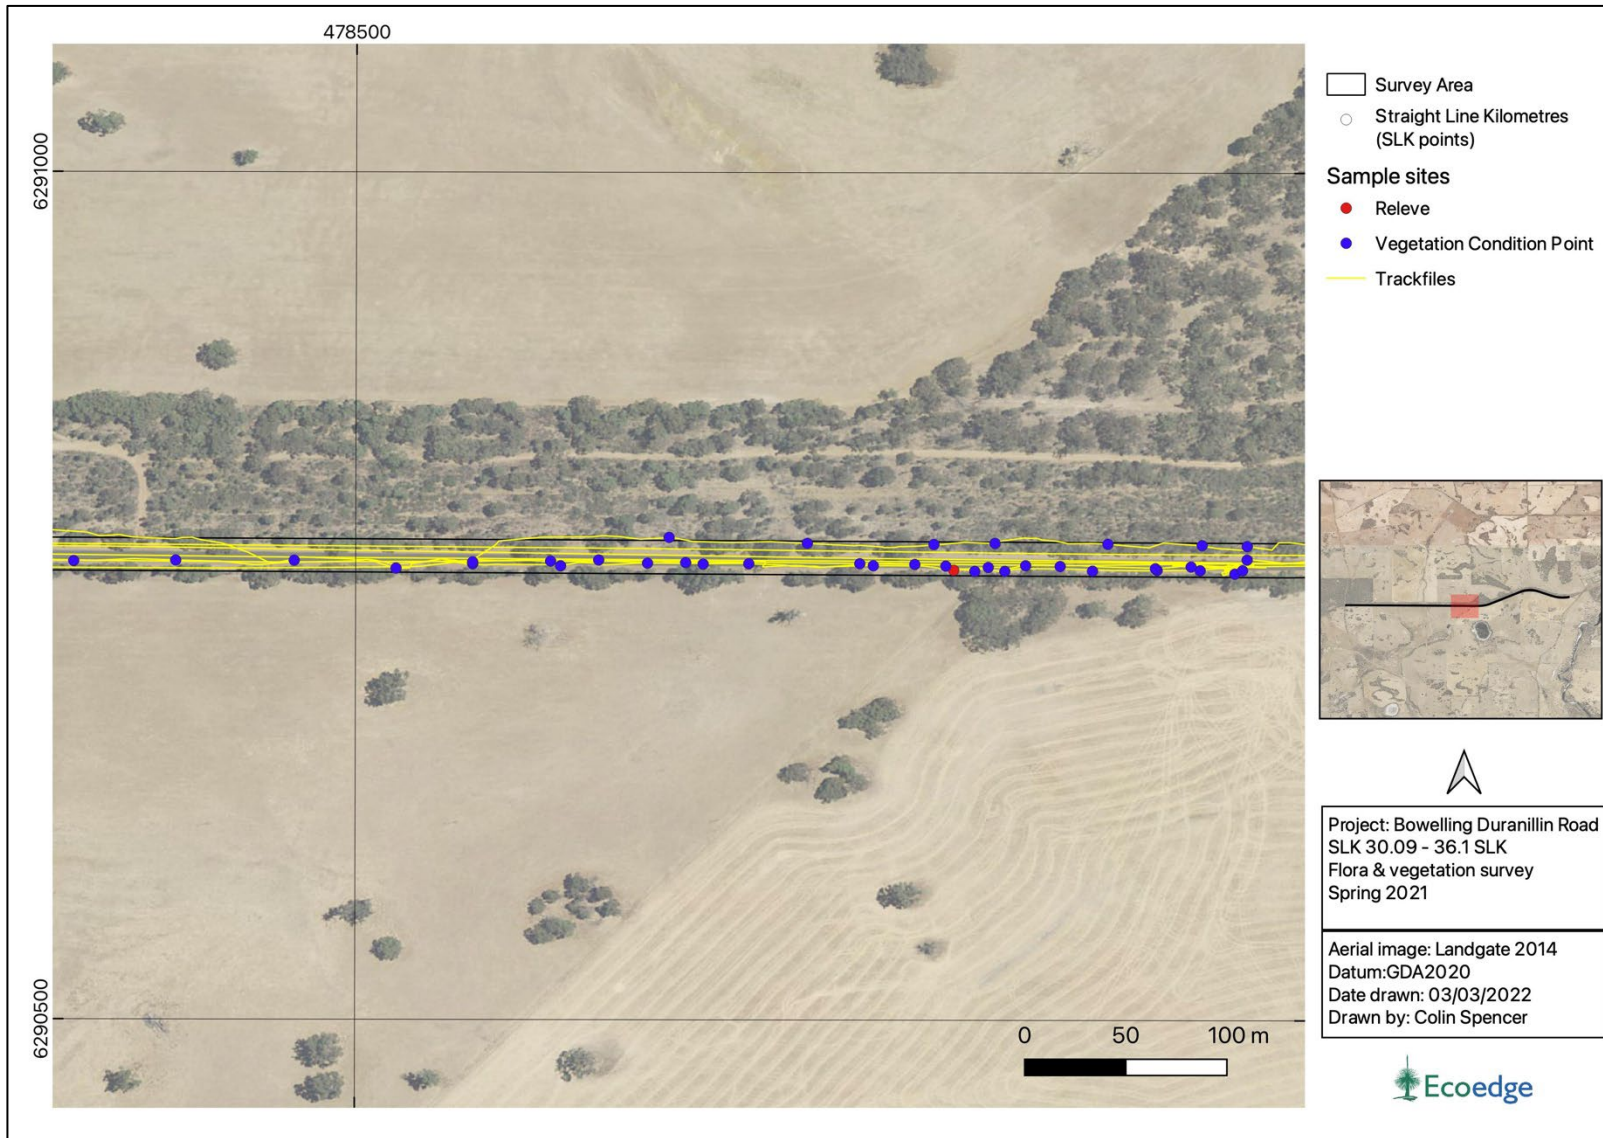 478500
6291000
6290500
0 50 100 m
Survey Area
Straight Line Kilometres
(SLK points)
Sample sites
Releve
Vegetation Condition Point
Trackfiles
Project: Bowelling Duranillin Road
SLK 30.09 - 36.1 SLK
Flora & vegetation survey
Spring 2021
Aerial image: Landgate 2014
Datum:GDA2020
Date drawn: 03/03/2022
Drawn by: Colin Spencer
Ecoedge